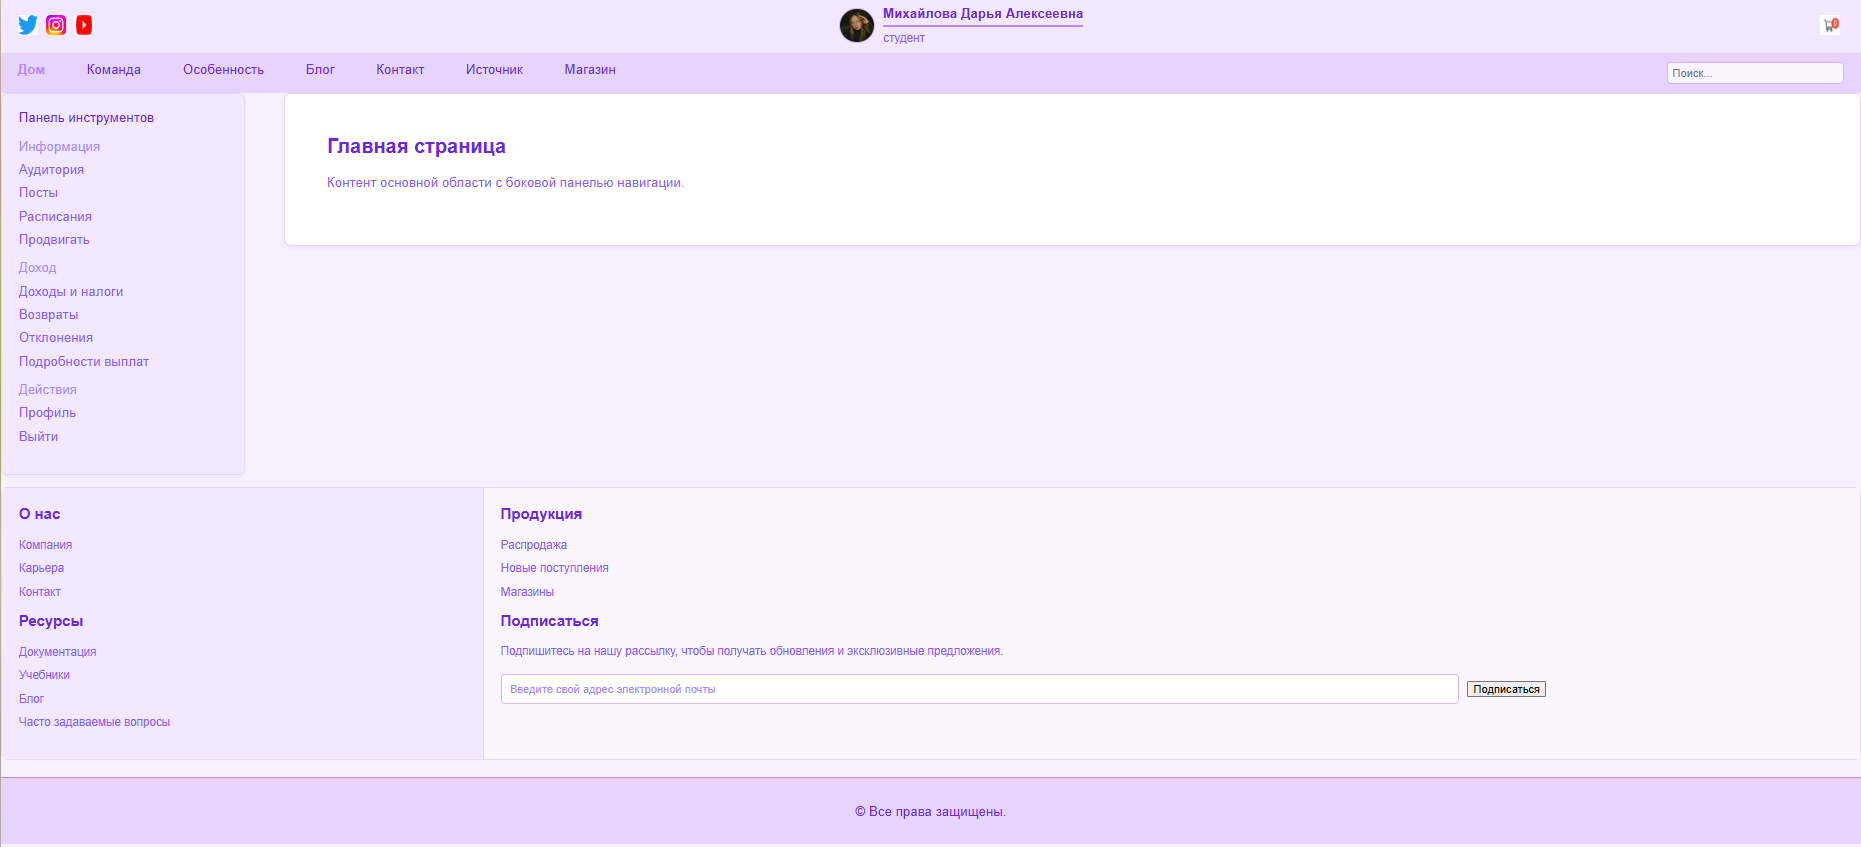 Михайлова Дарья Алексеевна
студент
0
Дом Команда Особенность Блог Контакт Источник Магазин
Поиск...
Панель инструментов
Информация
Аудитория
Посты
Расписания
Продвигать
Доход
Доходы и налоги
Возвраты
Отклонения
Подробности выплат
Действия
Профиль
Выйти
Главная страница
Контент основной области с боковой панелью навигации.
О нас
Компания
Карьера
Контакт
Ресурсы
Документация
Учебники
Блог
Часто задаваемые вопросы
Продукция
Распродажа
Новые поступления
Магазины
Подписаться
Подпишитесь на нашу рассылку, чтобы получать обновления и эксклюзивные предложения.
Введите свой адрес электронной почты
Подписаться
© Все права защищены.